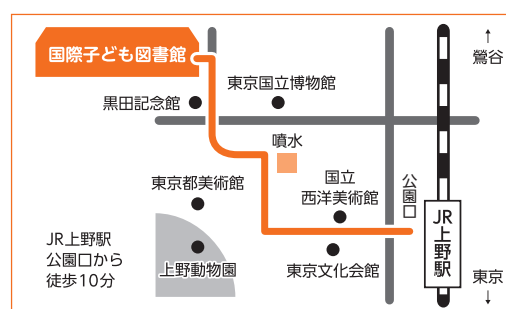 国際子ども図書館
↑
鶯谷
東京国立博物館
黒田記念館
噴水
東京都美術館
国立
西洋美術館
公園口
JR上野駅
JR上野駅
公園口から
徒歩10分
上野動物園
東京文化会館
東京
↓